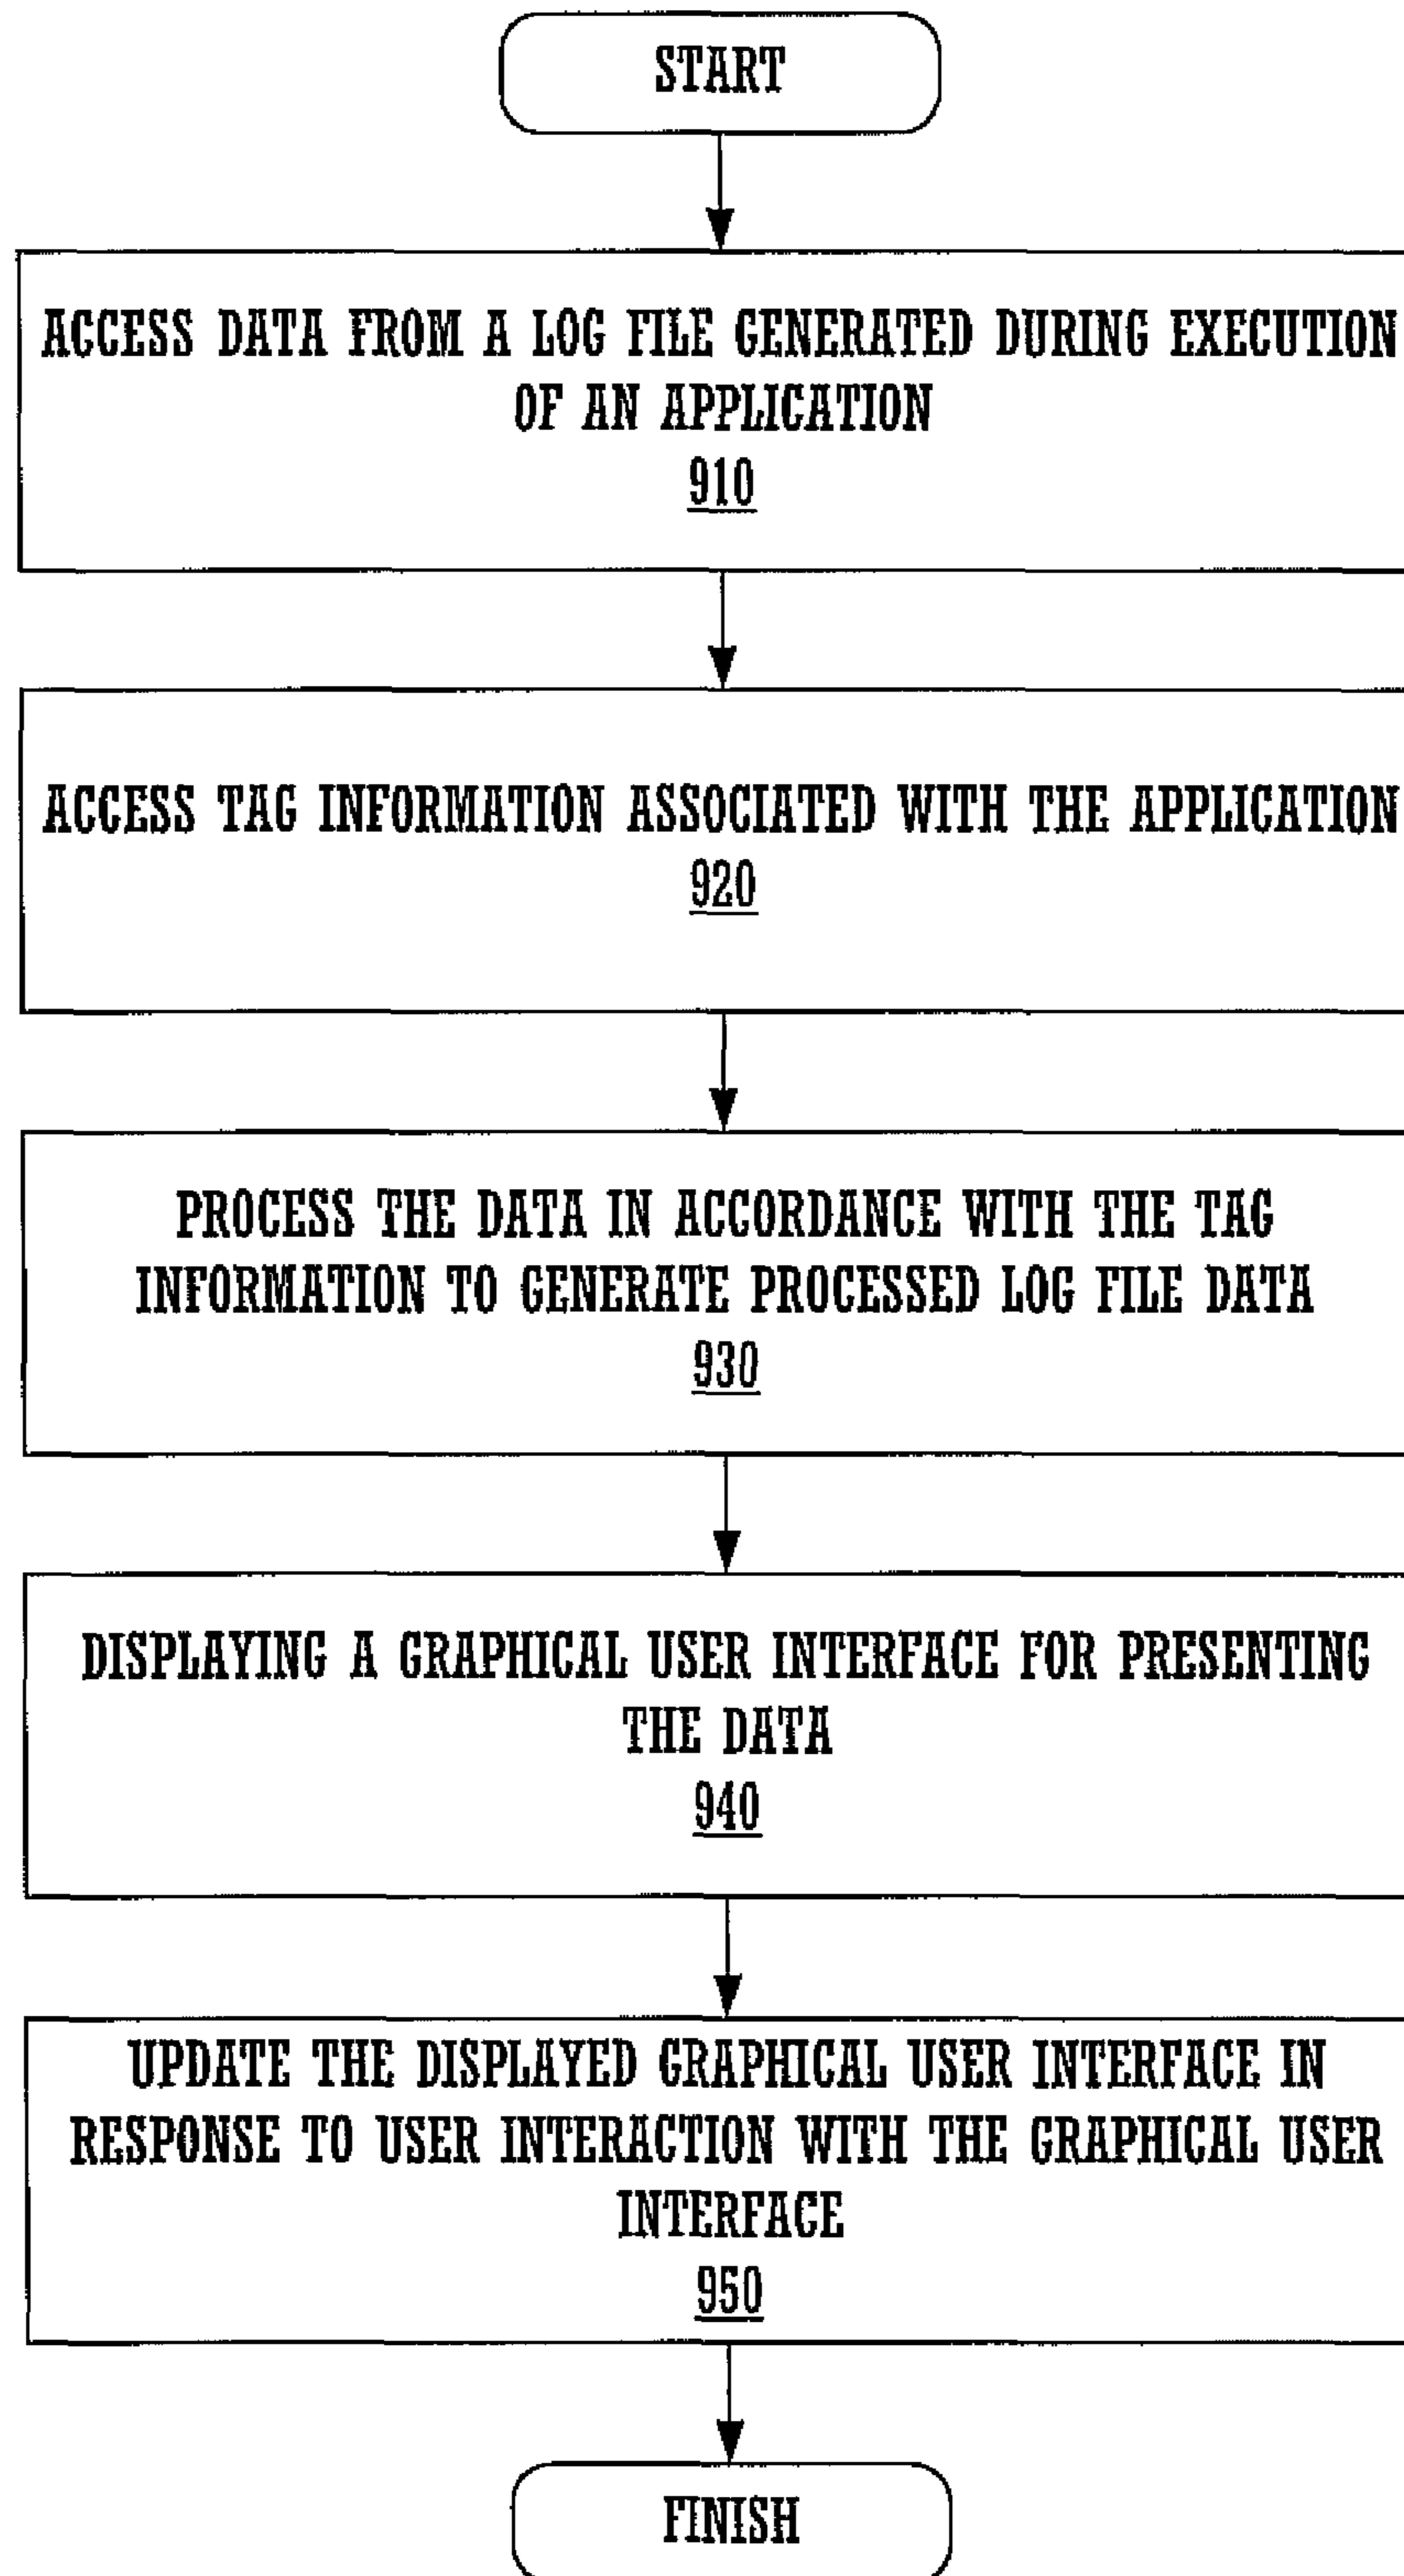 START
ACCESS DATA FROM A LOG FILE GENERATED DURING EXECUTION
OF AN APPLICATION
910
ACCESS TAG INFORMATION ASSOCIATED WITH THE APPLICATION
920
PROCESS THE DATA IN ACCORDANCE WITH THE TAG
INFORMATION TO GENERATE PROCESSED LOG FILE DATA
930
DISPLAYING A GRAPHICAL USER INTERFACE FOR PRESENTING
THE DATA
940
UPDATE THE DISPLAYED GRAPHICAL USER INTERFACE IN
RESPONSE TO USER INTERACTION WITH THE GRAPHICAL USER
INTERFACE
950
FINISH